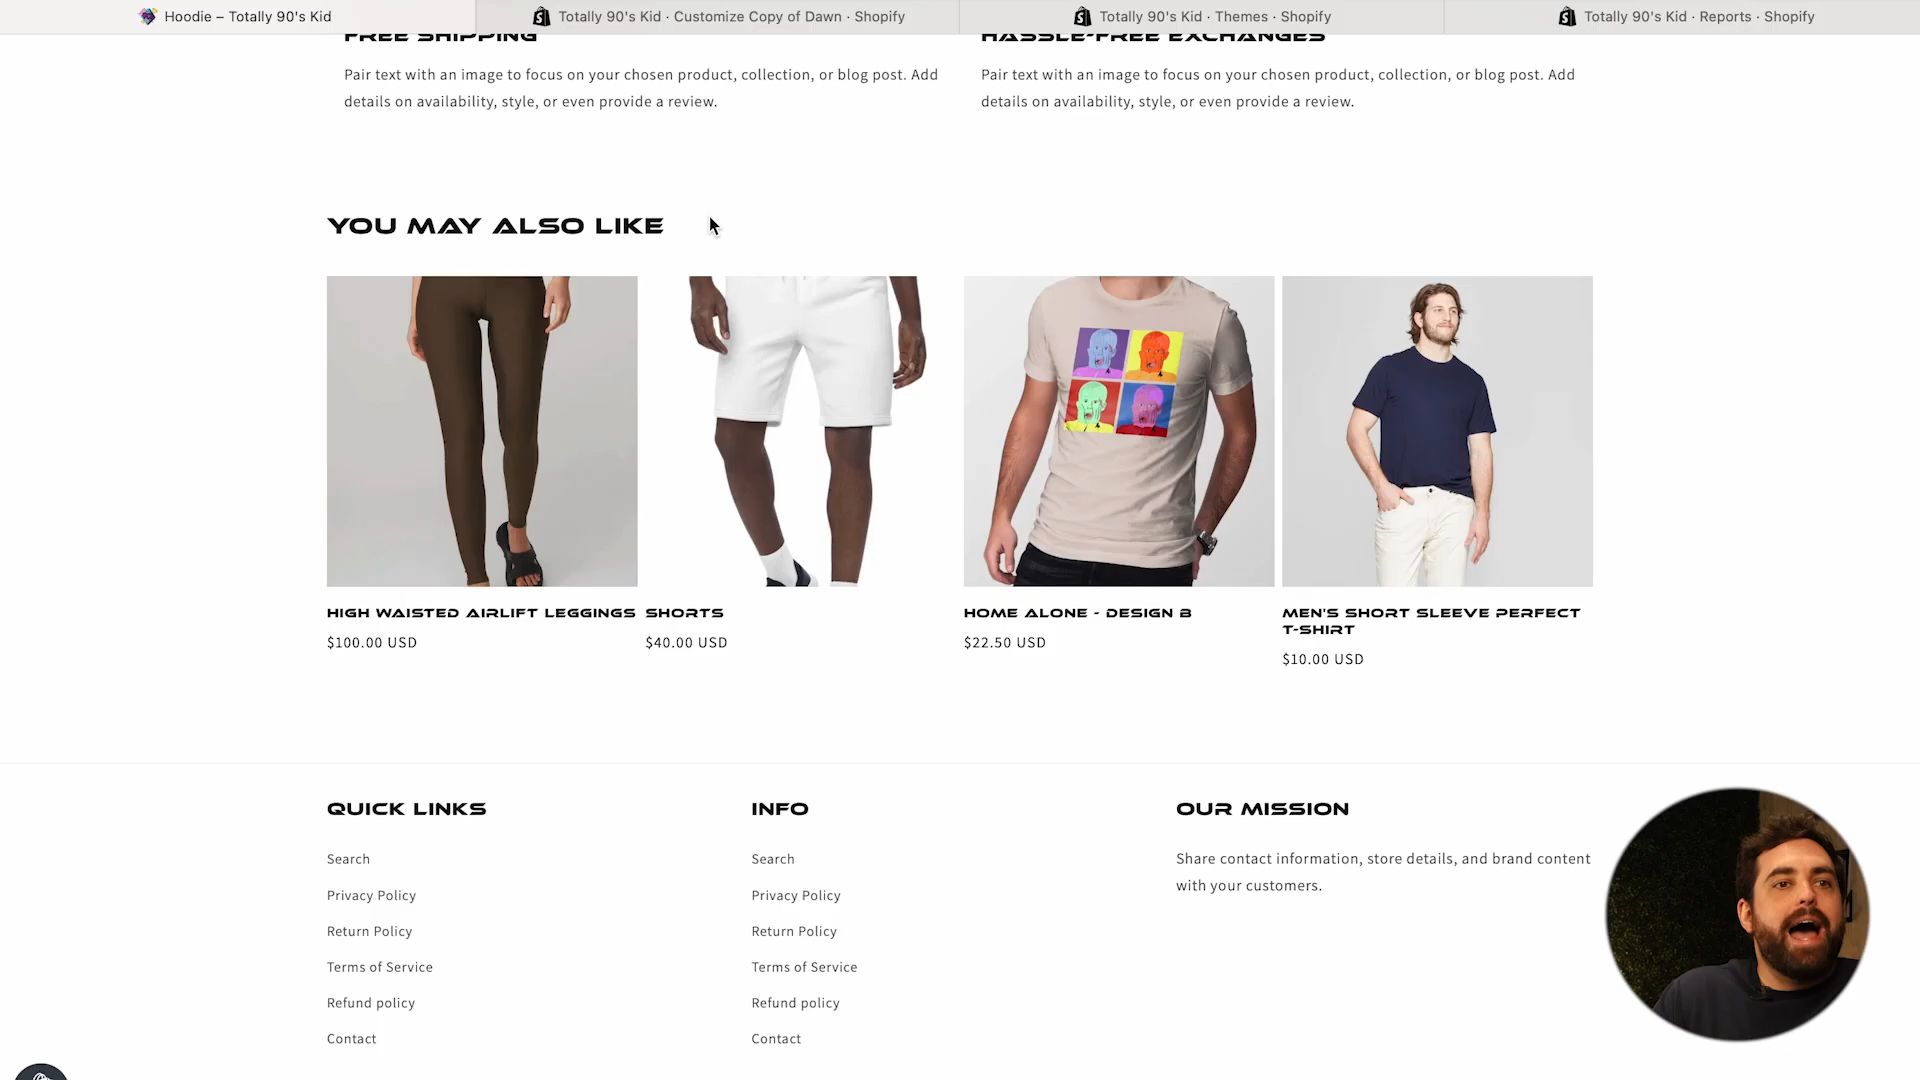 Hoodie – Totally 90's Kid
Totally 90's Kid · Customize Copy of Dawn · Shopify
Totally 90's Kid · Themes · Shopify
Totally 90's Kid · Reports · Shopify
FREE SHIPPING
HASSLE-FREE EXCHANGES
Pair text with an image to focus on your chosen product, collection, or blog post. Add
details on availability, style, or even provide a review.
Pair text with an image to focus on your chosen product, collection, or blog post. Add
details on availability, style, or even provide a review.
YOU MAY ALSO LIKE
HIGH WAISTED AIRLIFT LEGGINGS
$100.00 USD
SHORTS
$40.00 USD
HOME ALONE - DESIGN B
$22.50 USD
MEN'S SHORT SLEEVE PERFECT
T-SHIRT
$10.00 USD
QUICK LINKS
Search
Privacy Policy
Return Policy
Terms of Service
Refund policy
Contact
INFO
Search
Privacy Policy
Return Policy
Terms of Service
Refund policy
Contact
OUR MISSION
Share contact information, store details, and brand content
with your customers.